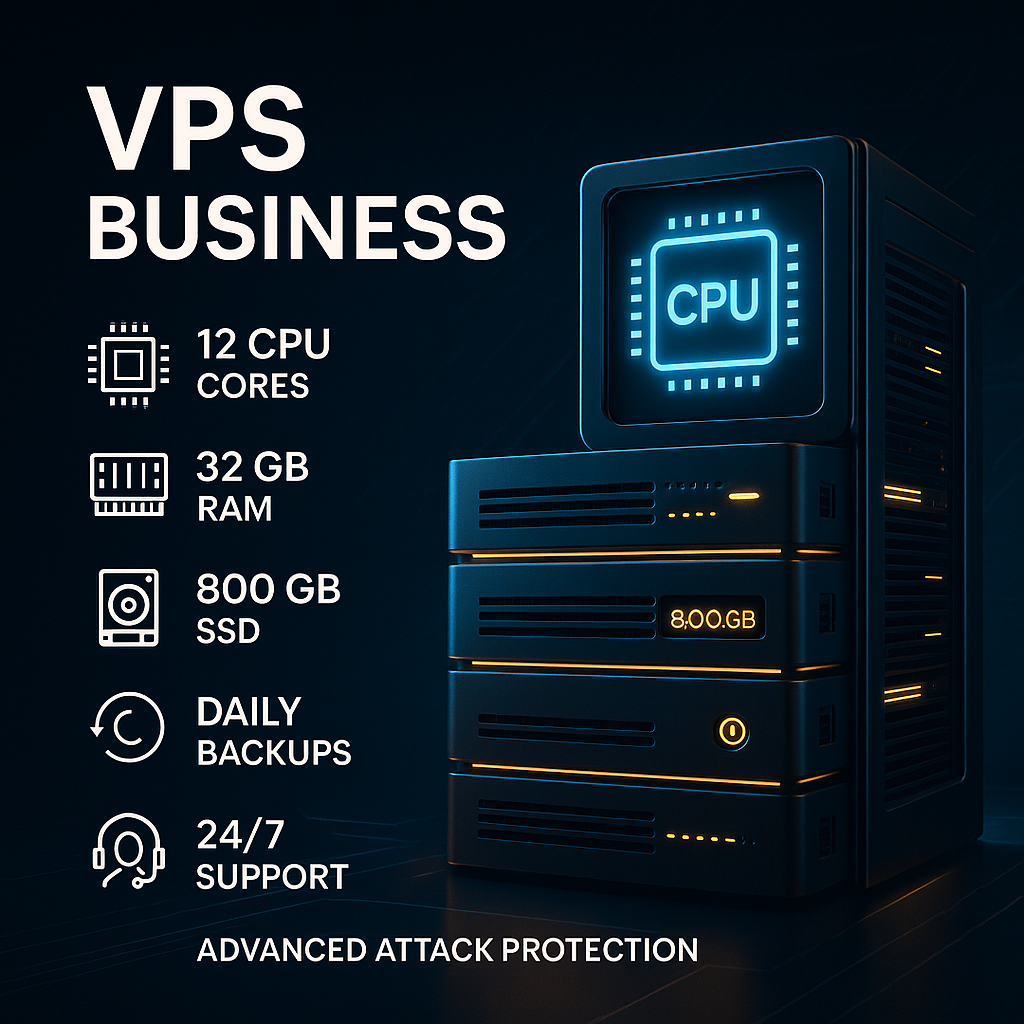 VPS
BUSINESS
12 CPU
CORES
32 GB
RAM
800 GB
SSD
DAILY
BACKUPS
24/7
SUPPORT
ADVANCED ATTACK PROTECTION
CPU
8,00.GB